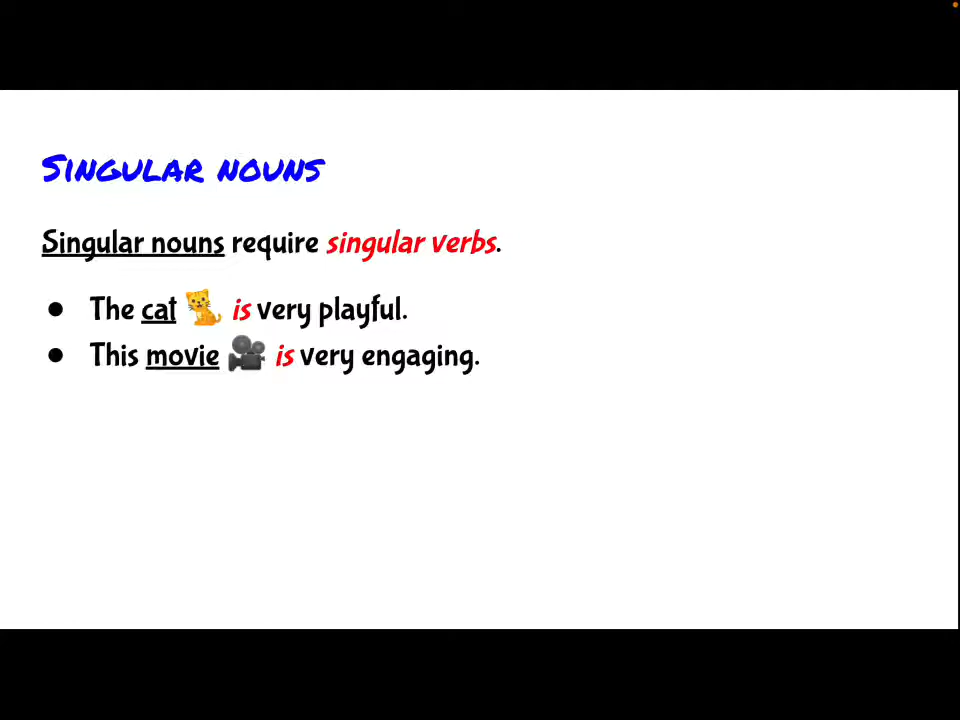 Singular nouns
Singular nouns require singular verbs.
● The cat 🐈 is very playful.
● This movie 🎥 is very engaging.